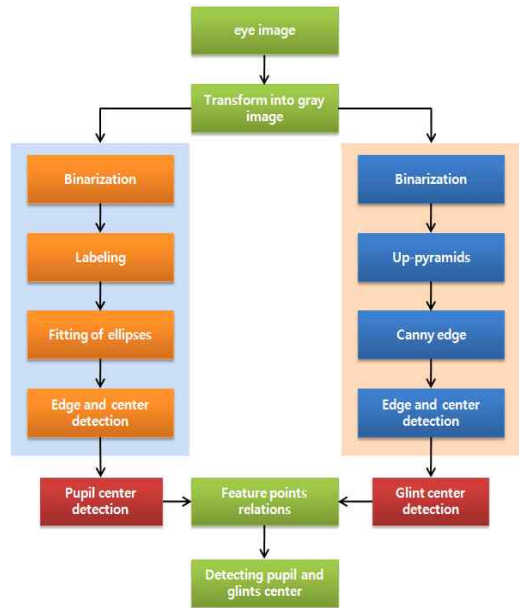 eye image
Transform into gray
image
Binarization
Labeling
Fitting of ellipses
Edge and center
detection
Pupil center
detection
Binarization
Up-pyramids
Canny edge
Edge and center
detection
Glint center
detection
Feature points
relations
Detecting pupil and
glints center